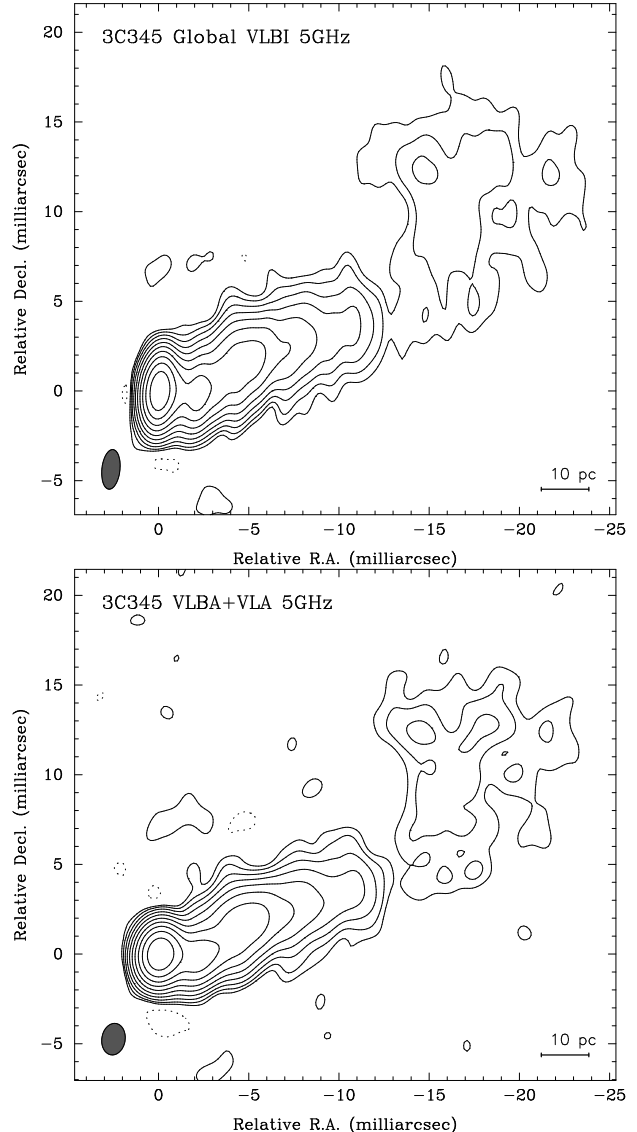 3C345 Global VLBI 5GHz
20
15
10
5
0
−5
Relative Decl. (milliarcsec)
10 pc
0 −5 −10 −15 −20 −25
Relative R.A. (milliarcsec)
3C345 VLBA+VLA 5GHz
20
15
10
5
0
−5
Relative Decl. (milliarcsec)
10 pc
0 −5 −10 −15 −20 −25
Relative R.A. (milliarcsec)